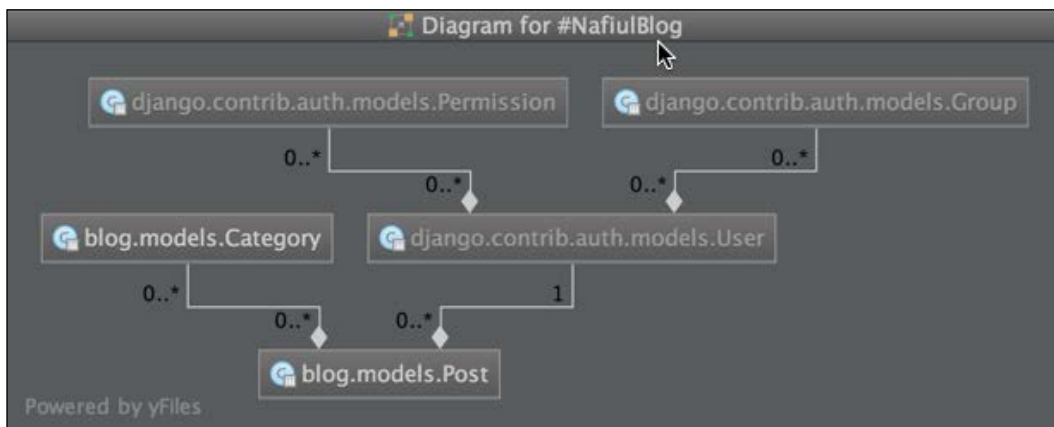 Diagram for #NafiulBlog
django.contrib.auth.models.Permission
django.contrib.auth.models.Group
0..*
0..*
0..*
0..*
blog.models.Category
django.contrib.auth.models.User
0..*
1
0..*
0..*
blog.models.Post
Powered by yFiles